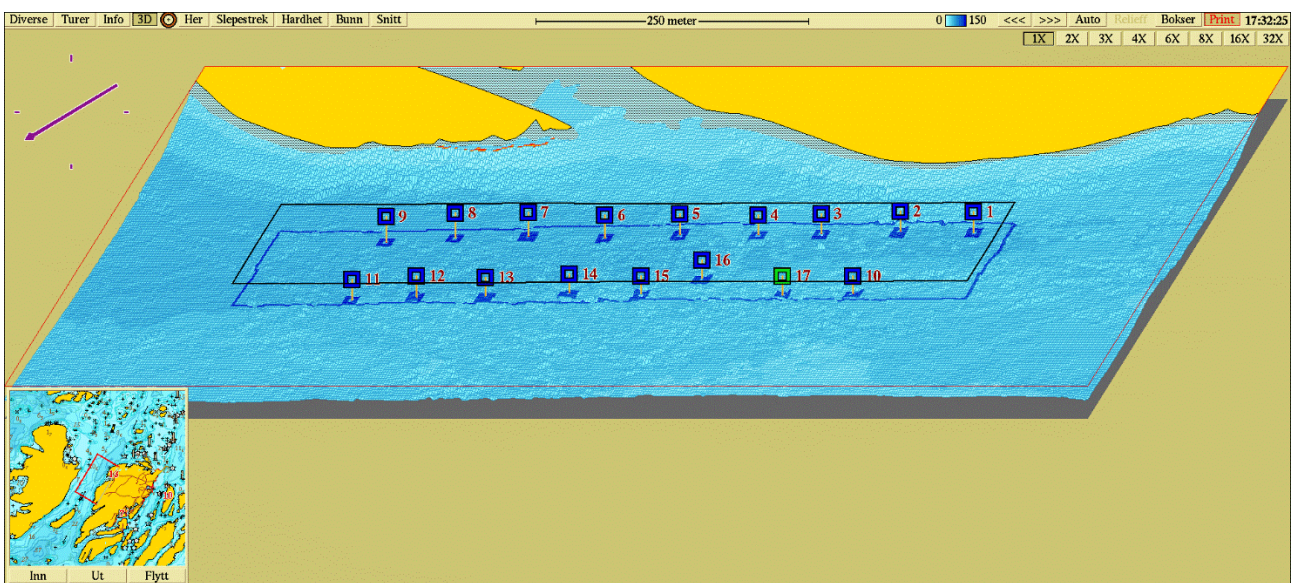 Diverse Turer Info 3D Her Slepestrek Hardhet Bunn Snitt 250 meter 0 150 <<< >>> Auto Relieff Bokser Print 17:32:25
1X 2X 3X 4X 6X 8X 16X 32X
9 8 7 6 5 4 3 2 1
16
11 12 13 14 15 17 10
Inn Ut Flytt